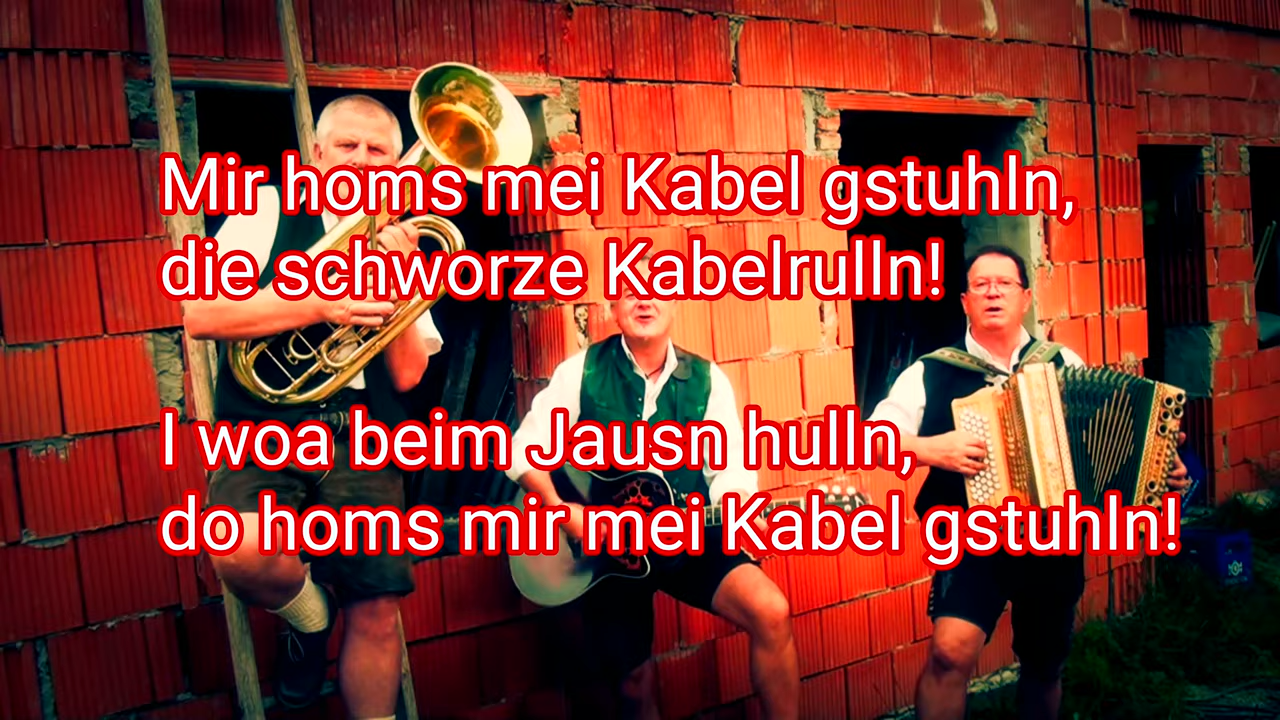 Mir homs mei Kabel gstuhln,
die schworze Kabelrulln!
I woa beim Jausn hulln,
do homs mir mei Kabel gstuhln!